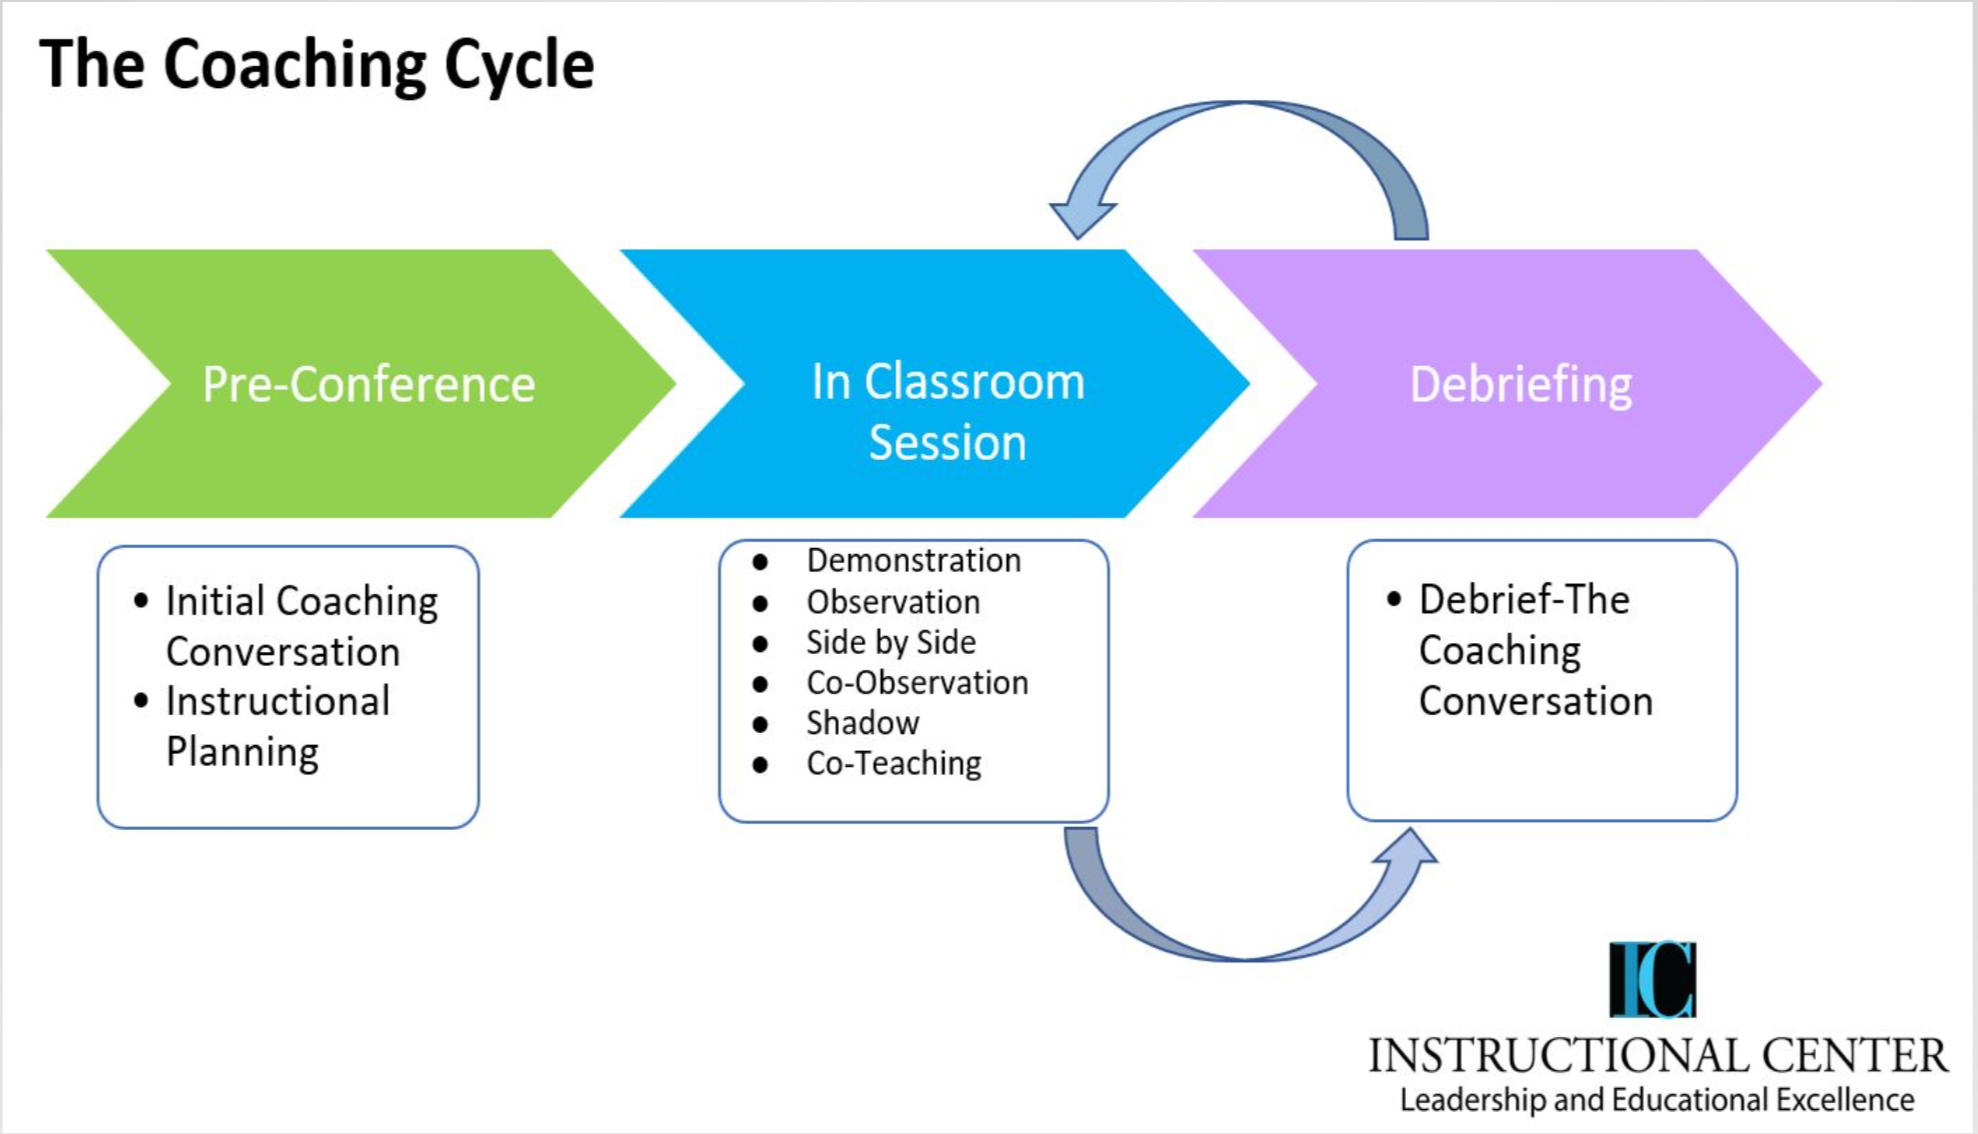 The Coaching Cycle
Pre-Conference
In Classroom
Session
Debriefing
• Initial Coaching
Conversation
• Instructional
Planning
● Demonstration
● Observation
● Side by Side
● Co-Observation
● Shadow
● Co-Teaching
• Debrief-The
Coaching
Conversation
IC
INSTRUCTIONAL CENTER
Leadership and Educational Excellence